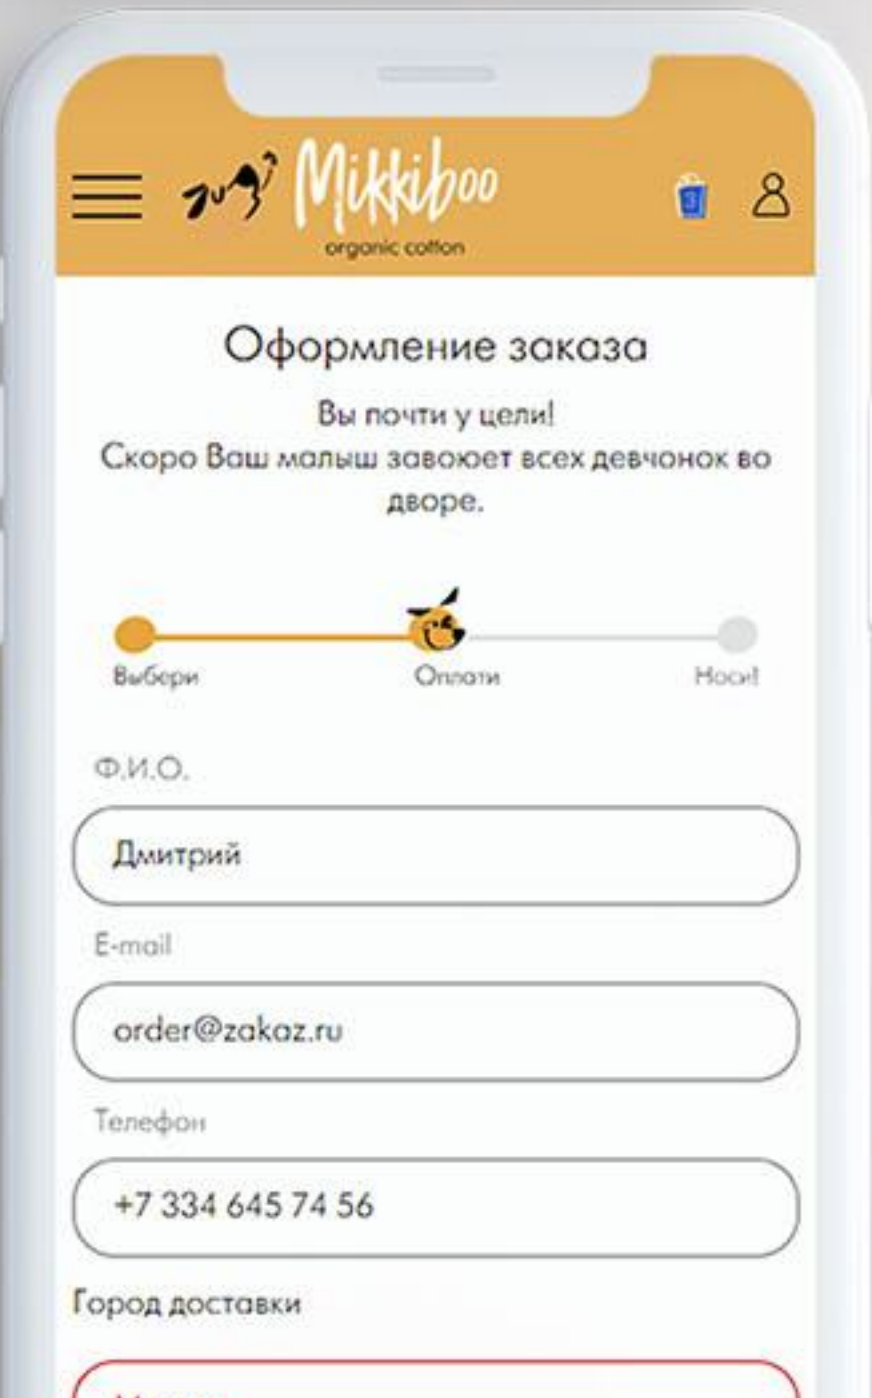 Mikkiboo
organic cotton
3
Оформление заказа
Вы почти у цели!
Скоро Ваш малыш завоюет всех девчонок во
дворе.
Выбери
Оплати
Носи!
Ф.И.О.
Дмитрий
E-mail
order@zakaz.ru
Телефон
+7 334 645 74 56
Город доставки